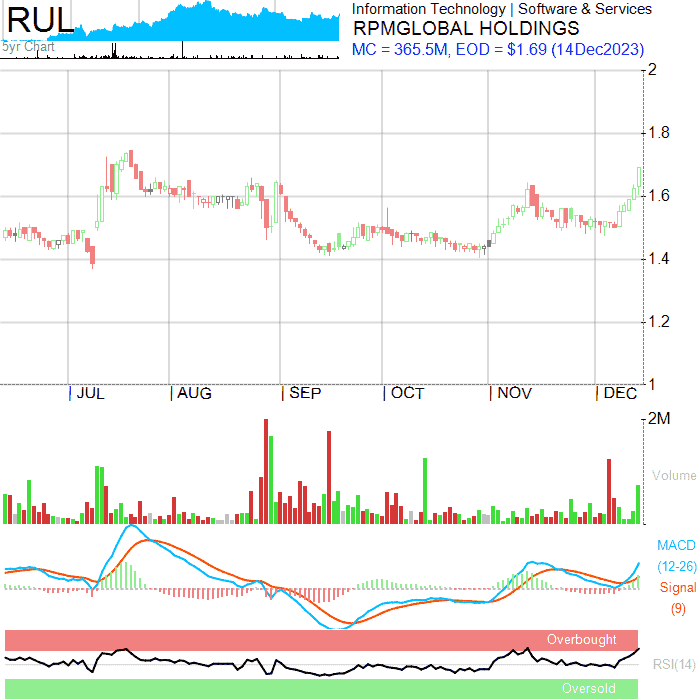 RUL
5yr Chart
Information Technology | Software & Services
RPMGLOBAL HOLDINGS
MC = 365.5M, EOD = $1.69 (14Dec2023)
2
1.8
1.6
1.4
1.2
1
JUL
AUG
SEP
OCT
NOV
DEC
2M
Volume
MACD
(12-26)
Signal
(9)
Overbought
RSI(14)
Oversold